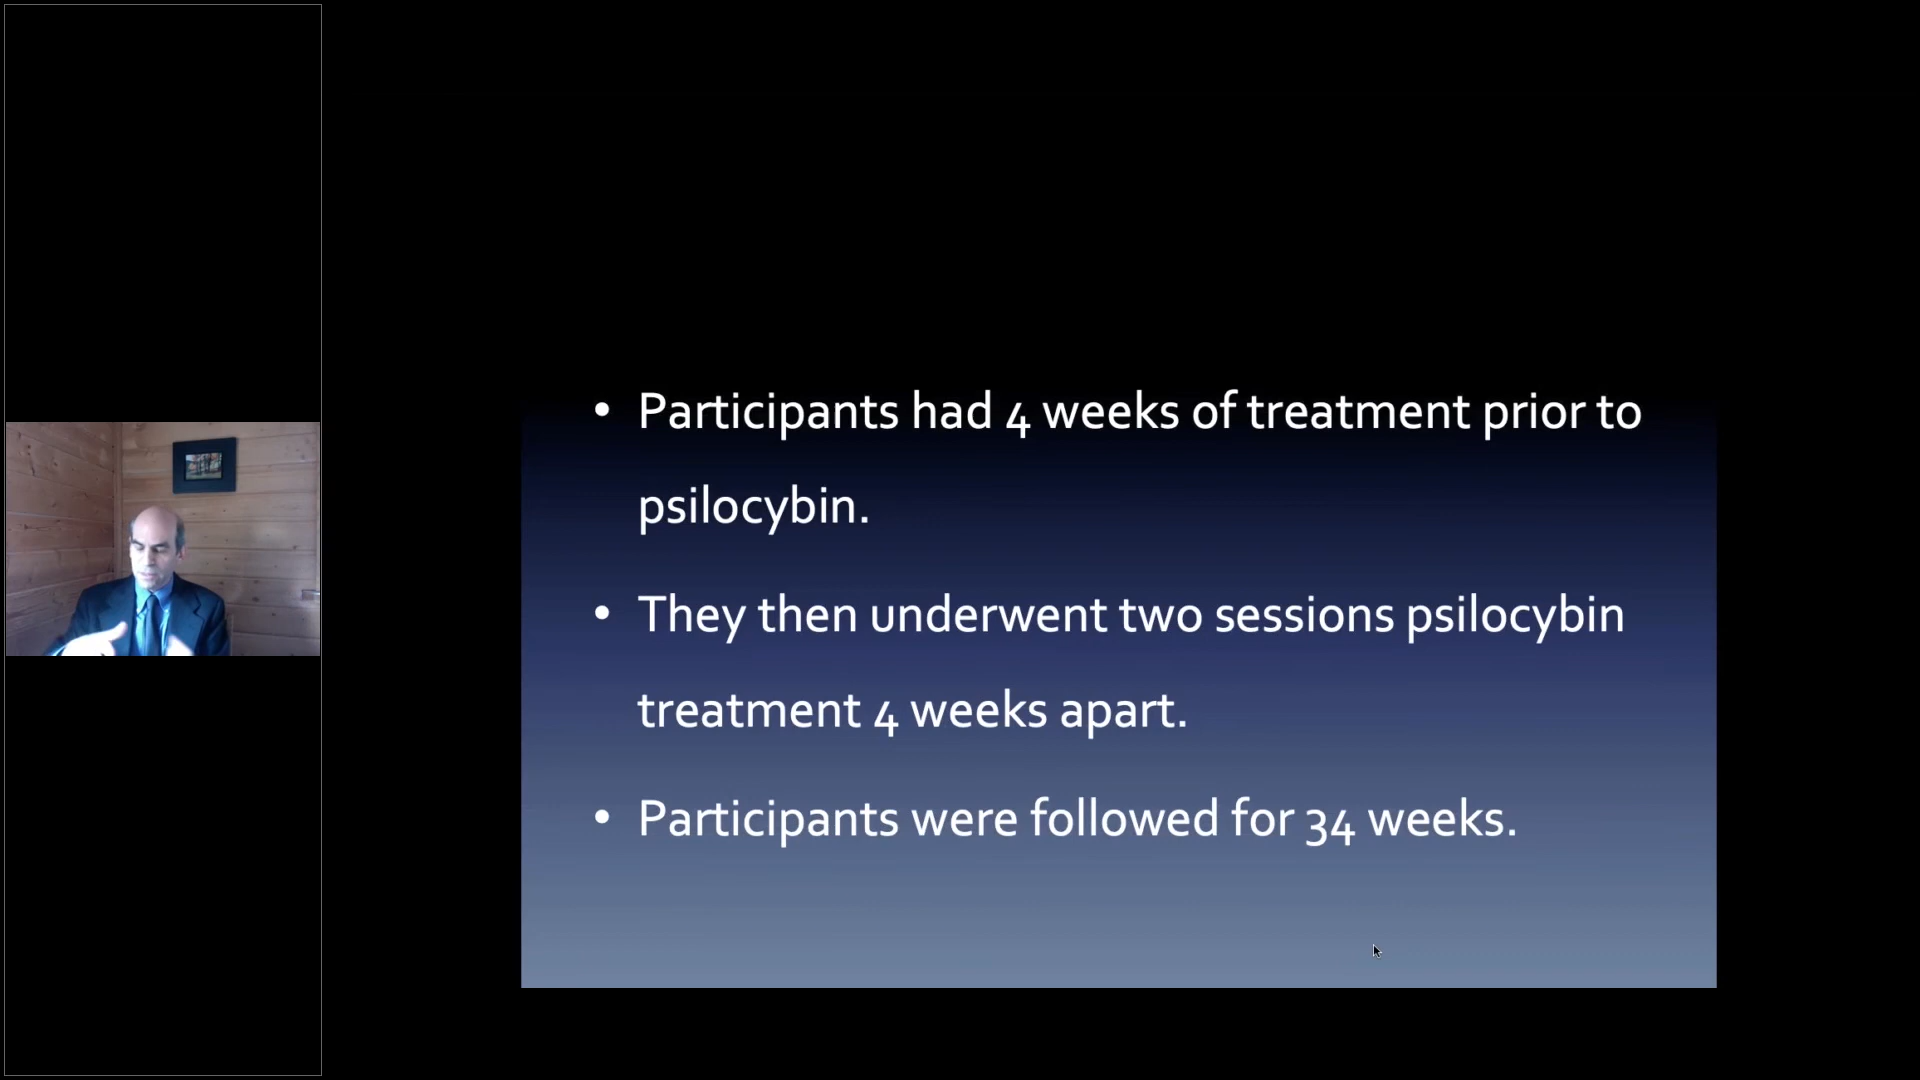 • Participants had 4 weeks of treatment prior to
psilocybin.
• They then underwent two sessions psilocybin
treatment 4 weeks apart.
• Participants were followed for 34 weeks.